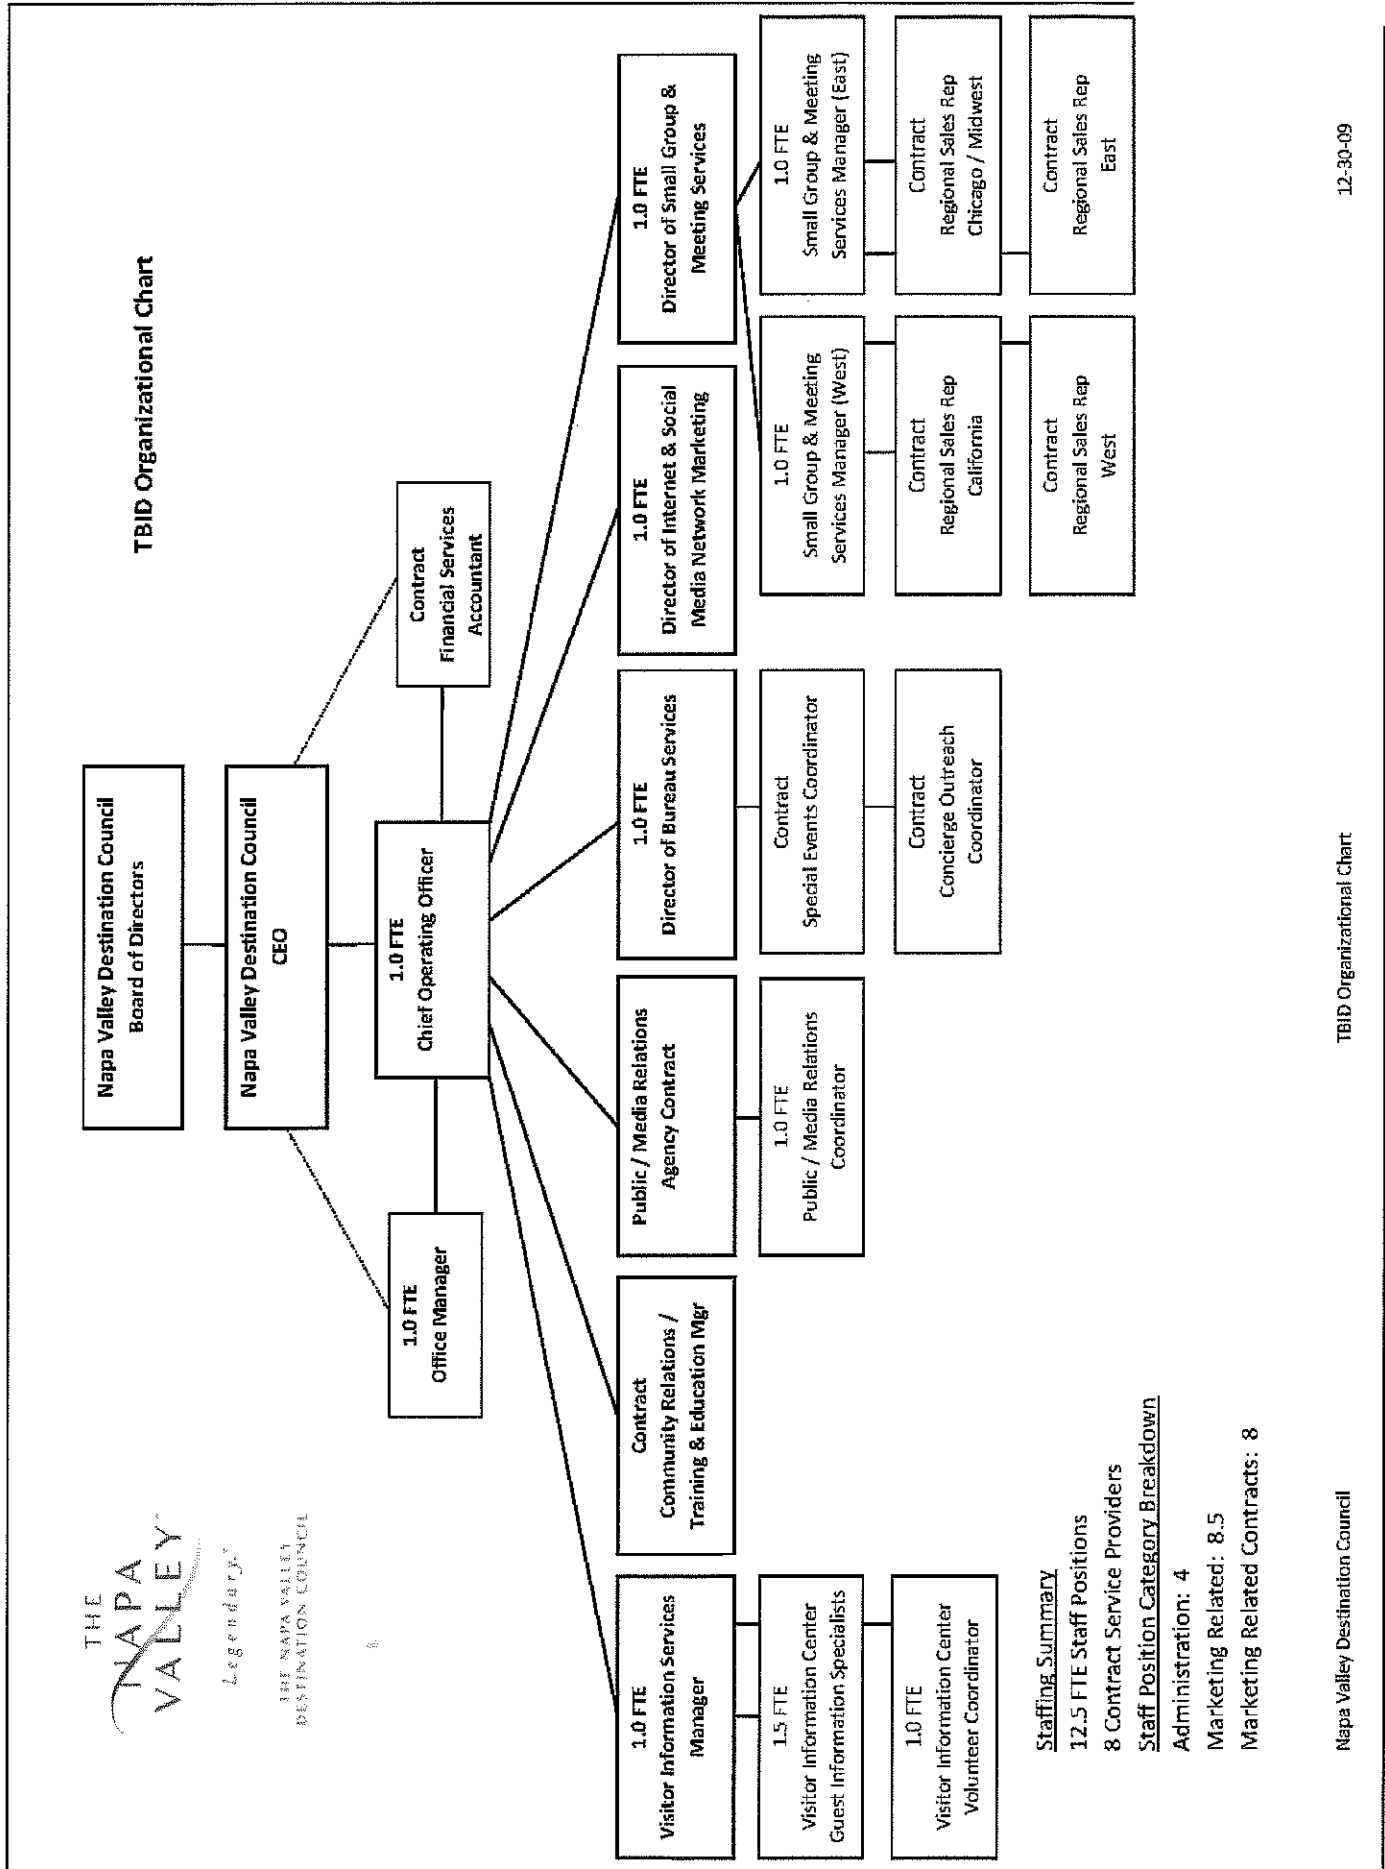 THE
NAPA
VALLEY
Legendary.
THE NAPA VALLEY
DESTINATION COUNCIL
TBID Organizational Chart
Napa Valley Destination Council
Board of Directors
Napa Valley Destination Council
CEO
1.0 FTE
Office Manager
1.0 FTE
Chief Operating Officer
Contract
Financial Services
Accountant
1.0 FTE
Visitor Information Services
Manager
1.5 FTE
Visitor Information Center
Guest Information Specialists
1.0 FTE
Visitor Information Center
Volunteer Coordinator
Contract
Community Relations /
Training & Education Mgr
Public / Media Relations
Agency Contract
1.0 FTE
Public / Media Relations
Coordinator
1.0 FTE
Director of Bureau Services
Contract
Special Events Coordinator
Contract
Concierge Outreach
Coordinator
1.0 FTE
Director of Internet & Social
Media Network Marketing
1.0 FTE
Director of Small Group &
Meeting Services
1.0 FTE
Small Group & Meeting
Services Manager (West)
Contract
Regional Sales Rep
California
Contract
Regional Sales Rep
West
1.0 FTE
Small Group & Meeting
Services Manager (East)
Contract
Regional Sales Rep
Chicago / Midwest
Contract
Regional Sales Rep
East
Staffing Summary
12.5 FTE Staff Positions
8 Contract Service Providers
Staff Position Category Breakdown
Administration: 4
Marketing Related: 8.5
Marketing Related Contracts: 8
Napa Valley Destination Council
TBID Organizational Chart
12-30-09